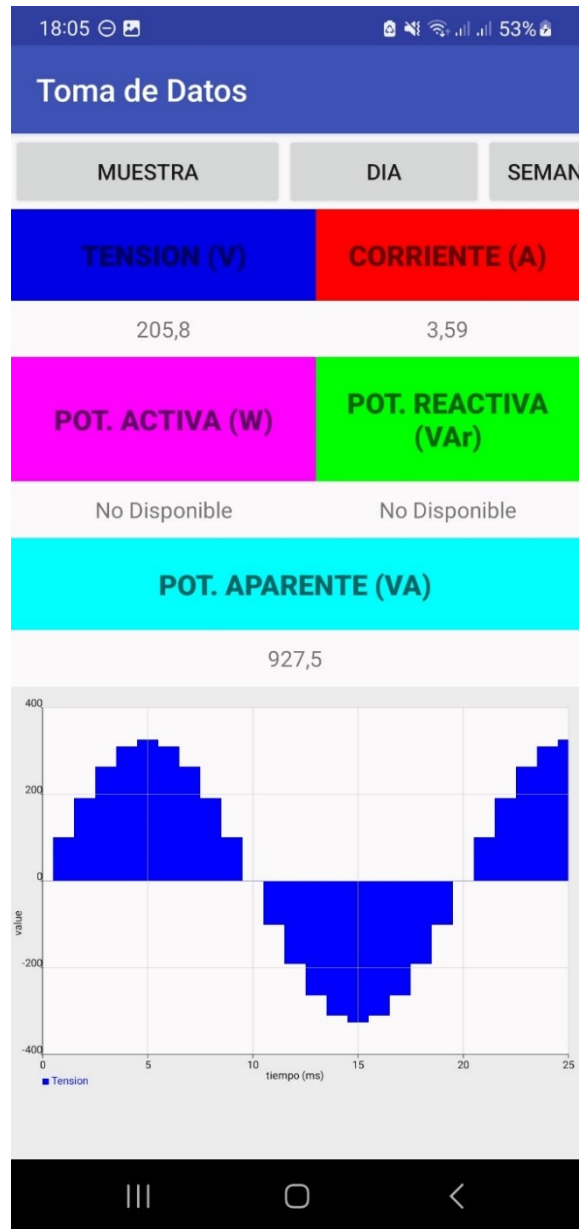 18:05 53%
Toma de Datos
MUESTRA DIA SEMAN
TENSION (V) CORRIENTE (A)
205,8 3,59
POT. ACTIVA (W) POT. REACTIVA
(VAr)
No Disponible No Disponible
POT. APARENTE (VA)
927,5
400
200
0
value
-200
-400
0 5 10 15 20 25
tiempo (ms)
Tension